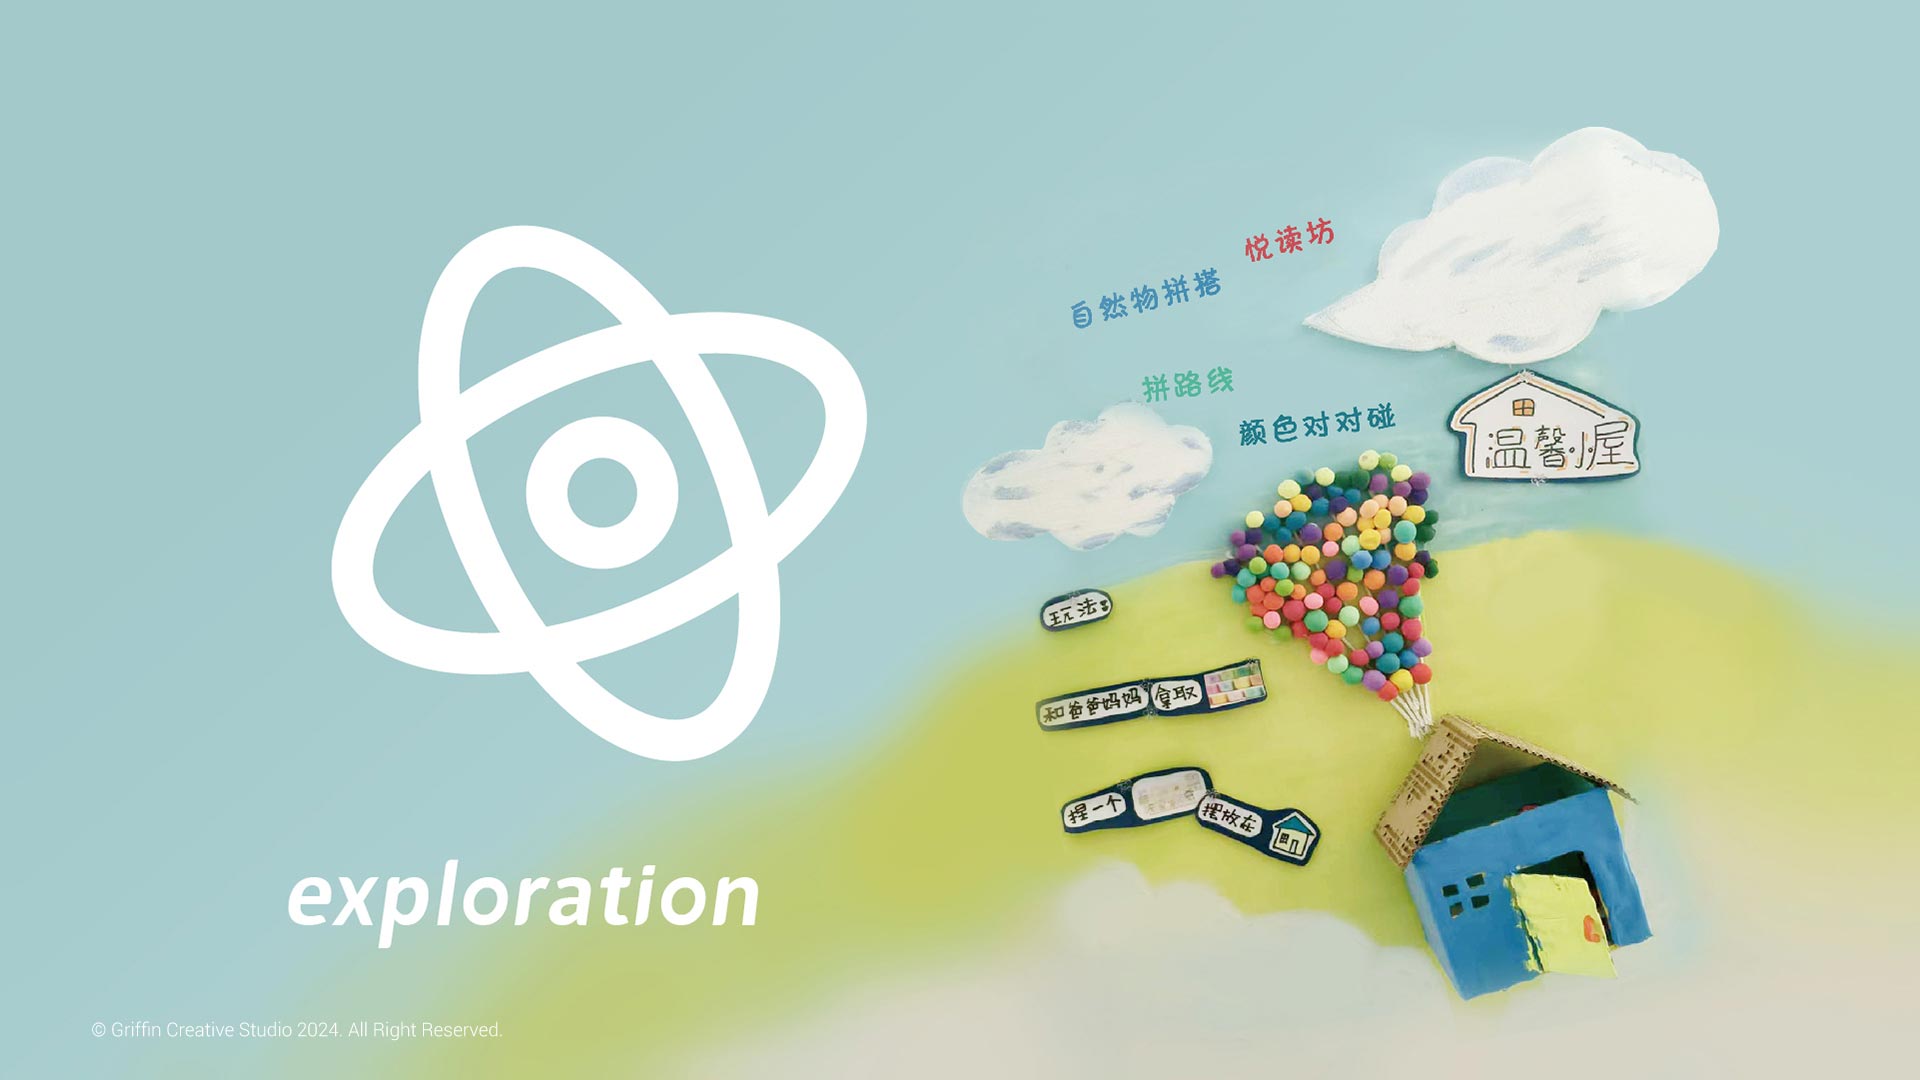 悦读坊
自然物拼搭
拼路线
颜色对对碰
温馨小屋
玩法:
和爸爸妈妈 拿取
捏一个 摆放在
exploration
© Griffin Creative Studio 2024. All Right Reserved.